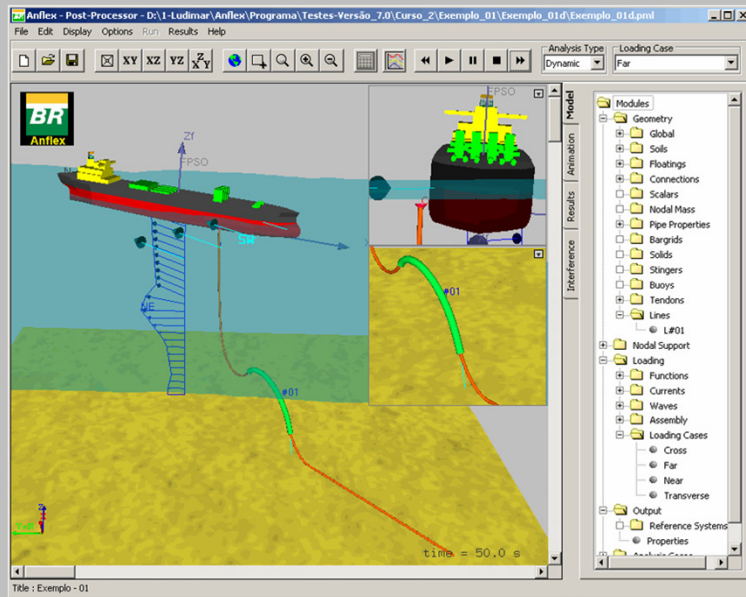 Anflex - Post-Processor - D:\1-Ludimar\Anflex\Programa\Testes-Versão_7.0\Curso_2\Exemplo_01\Exemplo_01d\Exemplo_01d.pml
File Edit Display Options Run Results Help
XY XZ YZ
Analysis Type
Dynamic
Loading Case
Far
BR
Anflex
Zf
FPSO
SW
NE
#01
time = 50.0 s
FPSO
#01
Model
Animation
Results
Interference
Modules
Geometry
Global
Soils
Floatings
Connections
Scalars
Nodal Mass
Pipe Properties
Bargrids
Solids
Stingers
Buoys
Tendons
Lines
L#01
Nodal Support
Loading
Functions
Currents
Waves
Assembly
Loading Cases
Cross
Far
Near
Transverse
Output
Reference Systems
Properties
Title : Exemplo - 01